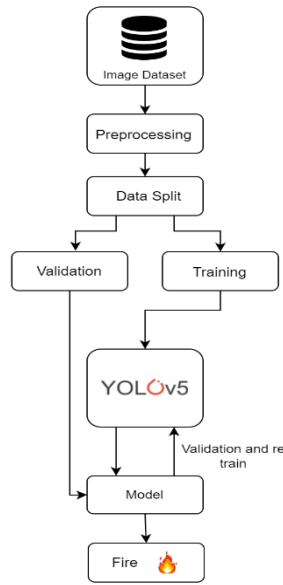 Image Dataset
Preprocessing
Data Split
Validation
Training
YOLOv5
Validation and re
train
Model
Fire